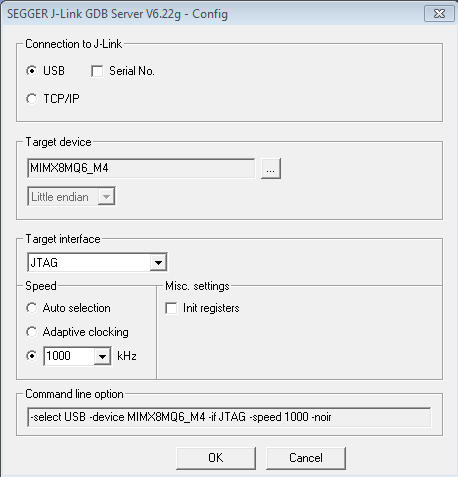 SEGGER J-Link GDB Server V6.22g - Config
Connection to J-Link
USB Serial No.
TCP/IP
Target device
MIMX8MQ6_M4 ...
Little endian
Target interface
JTAG
Speed Misc. settings
Auto selection Init registers
Adaptive clocking
1000 kHz
Command line option
-select USB -device MIMX8MQ6_M4 -if JTAG -speed 1000 -noir
OK Cancel